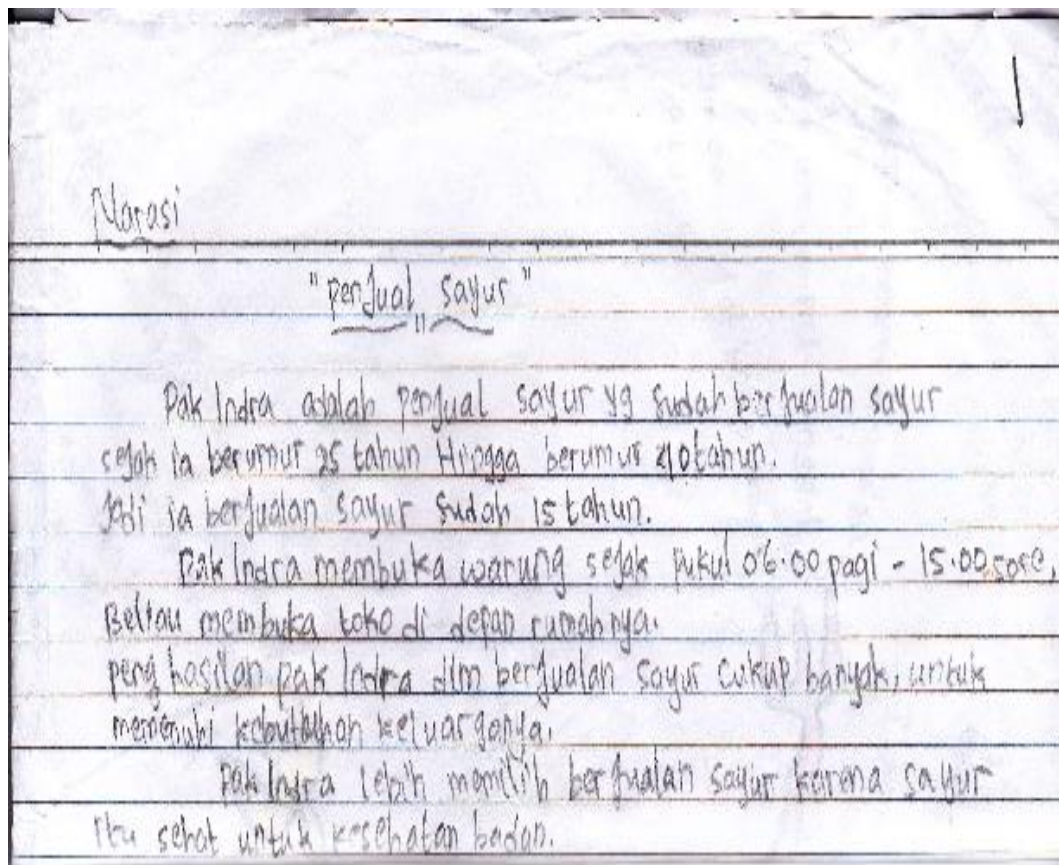 Narasi
"penjual sayur"
Pak Indra adalah penjual sayur yg sudah berjualan sayur
sejak ia berumur 25 tahun Hingga berumur 40 tahun.
Jadi ia berjualan sayur sudah 15 tahun.
Pak Indra membuka warung sejak pukul 06.00 pagi - 15.00 sore,
Beliau membuka toko di depan rumahnya.
penghasilan pak Indra dlm berjualan sayur cukup banyak, untuk
memenuhi kebutuhan keluarganya.
pak Indra lebih memilih berjualan sayur karena sayur
itu sehat untuk kesehatan badan.